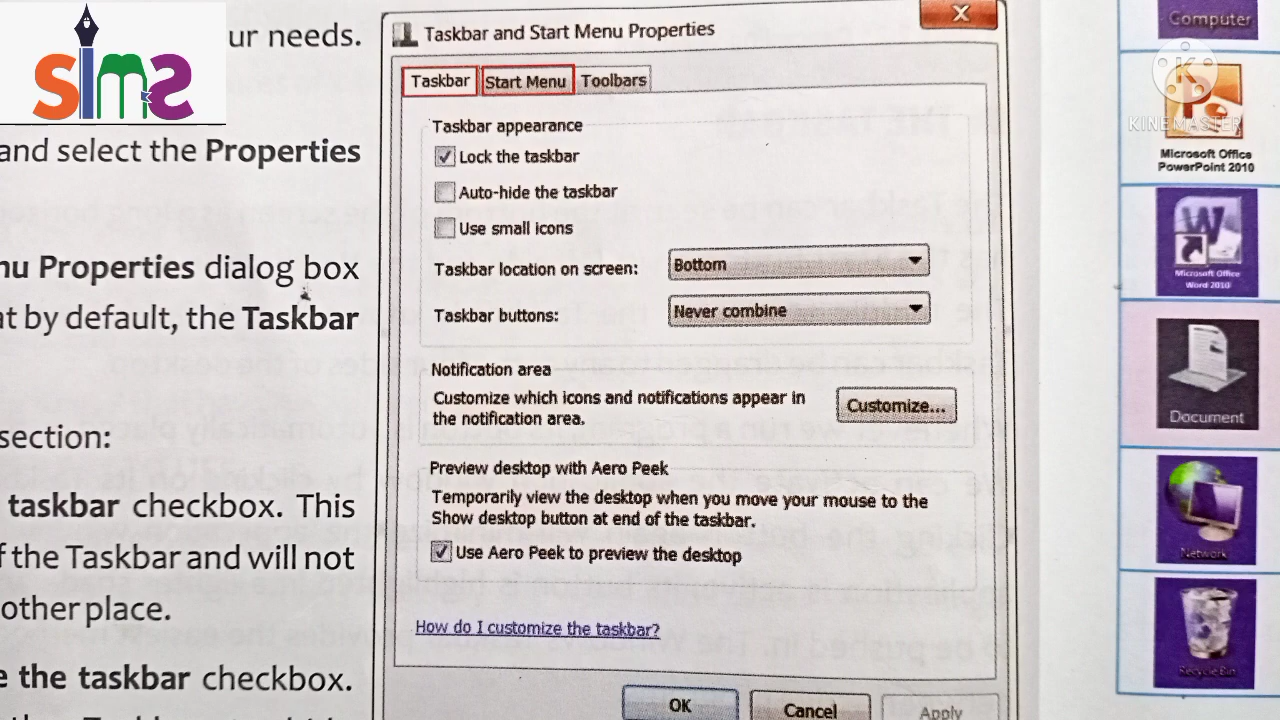 sims
ur needs.
and select the Properties
nu Properties dialog box
at by default, the Taskbar
section:
taskbar checkbox. This
f the Taskbar and will not
other place.
e the taskbar checkbox.
Taskbar and Start Menu Properties
X
Taskbar
Start Menu
Toolbars
Taskbar appearance
Lock the taskbar
Auto-hide the taskbar
Use small icons
Taskbar location on screen: Bottom
Taskbar buttons: Never combine
Notification area
Customize which icons and notifications appear in
the notification area.
Customize...
Preview desktop with Aero Peek
Temporarily view the desktop when you move your mouse to the
Show desktop button at end of the taskbar.
Use Aero Peek to preview the desktop
How do I customize the taskbar?
OK
Cancel
Apply
Computer
K
KINEMASTER
Microsoft Office
PowerPoint 2010
W
Microsoft Office
Word 2010
Document
Network
Recycle Bin